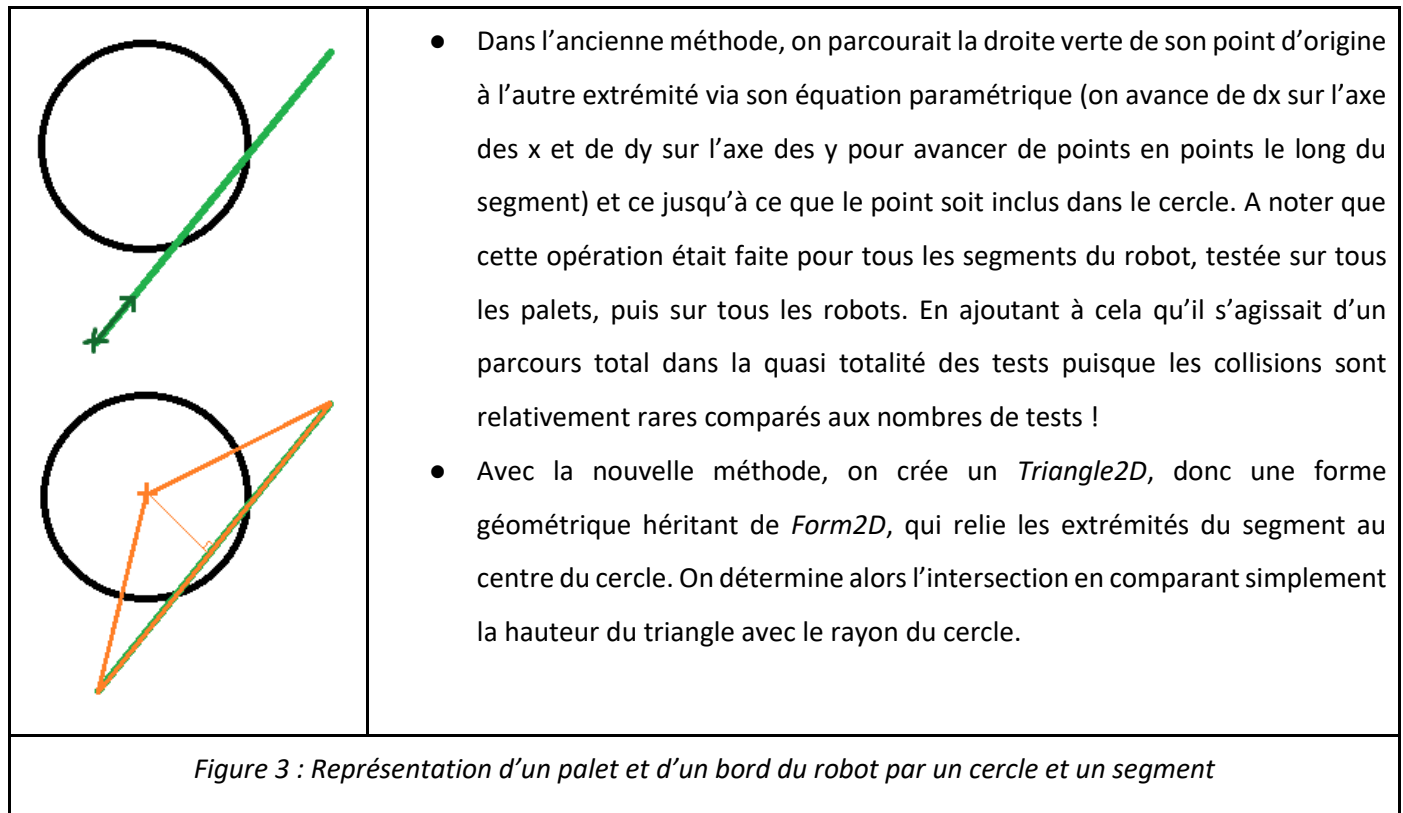 ● Dans l’ancienne méthode, on parcourait la droite verte de son point d’origine
à l’autre extrémité via son équation paramétrique (on avance de dx sur l’axe
des x et de dy sur l’axe des y pour avancer de points en points le long du
segment) et ce jusqu’à ce que le point soit inclus dans le cercle. A noter que
cette opération était faite pour tous les segments du robot, testée sur tous
les palets, puis sur tous les robots. En ajoutant à cela qu’il s’agissait d’un
parcours total dans la quasi totalité des tests puisque les collisions sont
relativement rares comparés aux nombres de tests !
● Avec la nouvelle méthode, on crée un Triangle2D, donc une forme
géométrique héritant de Form2D, qui relie les extrémités du segment au
centre du cercle. On détermine alors l’intersection en comparant simplement
la hauteur du triangle avec le rayon du cercle.
Figure 3 : Représentation d’un palet et d’un bord du robot par un cercle et un segment